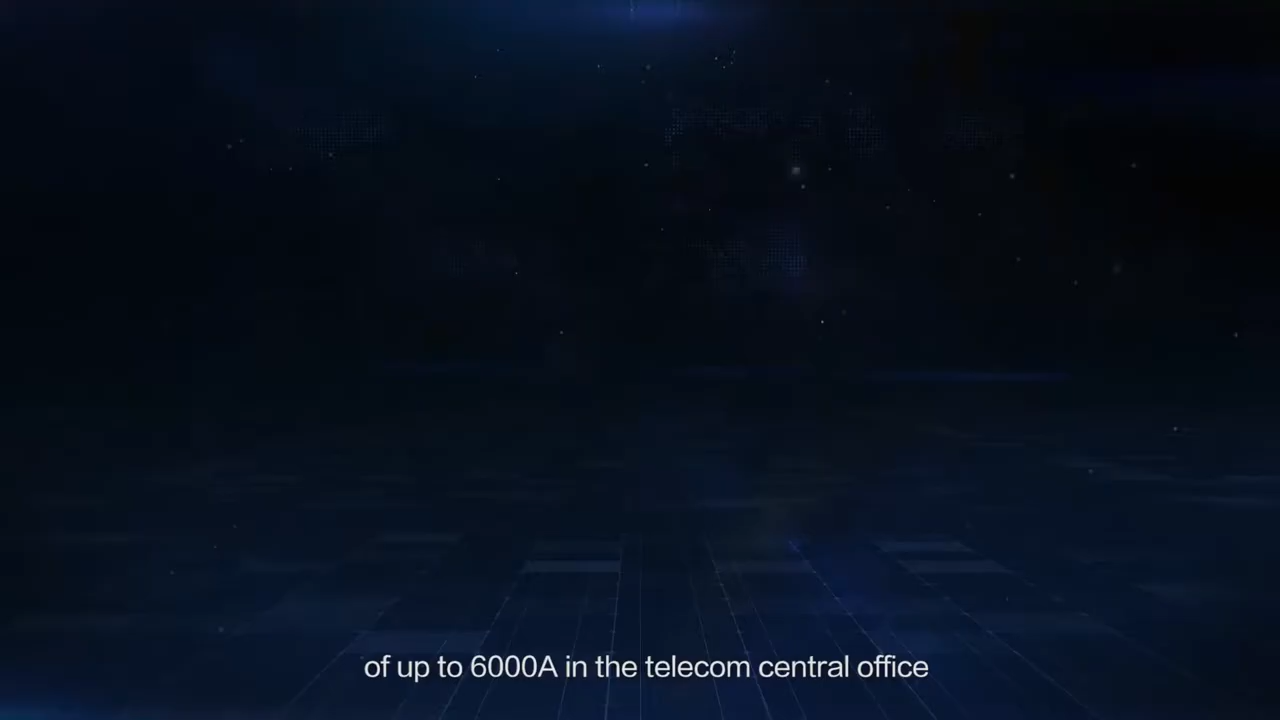 of up to 6000A in the telecom central office